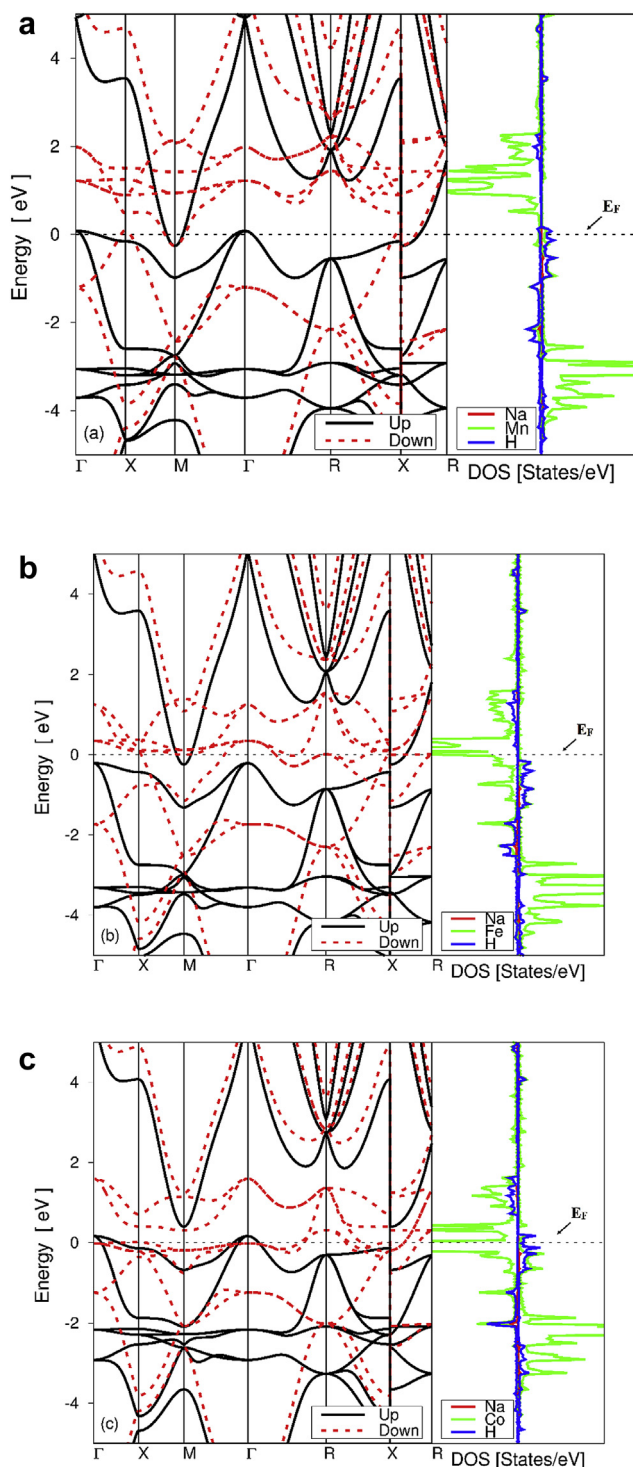 a
4
2
0
-2
-4
Energy [ eV]
E_F
(a)
Up
Down
Na
Mn
H
Γ X M Γ R X R DOS [States/eV]
b
4
2
0
-2
-4
Energy [ eV]
E_F
(b)
Up
Down
Na
Fe
H
Γ X M Γ R X R DOS [States/eV]
c
4
2
0
-2
-4
Energy [ eV]
E_F
(c)
Up
Down
Na
Co
H
Γ X M Γ R X R DOS [States/eV]